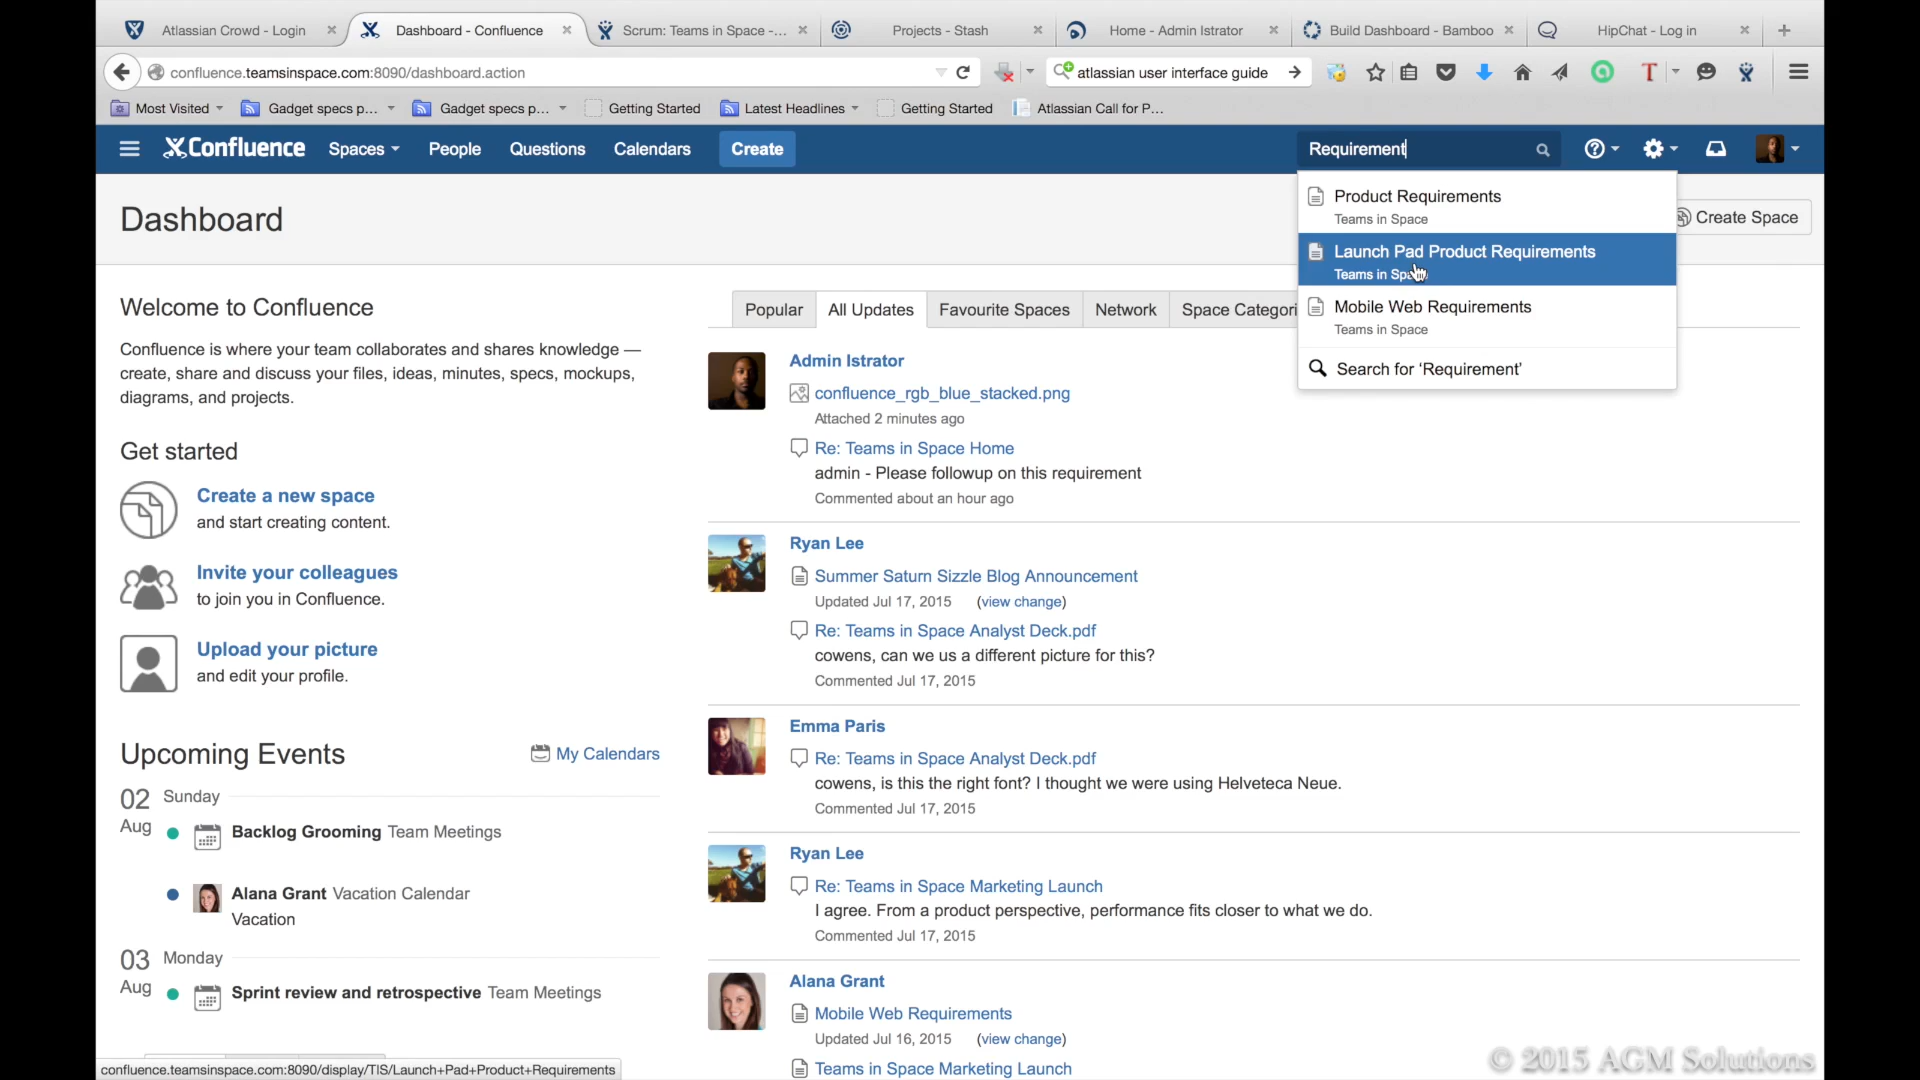 Atlassian Crowd - Login
Dashboard - Confluence
Scrum: Teams in Space -...
Projects - Stash
Home - Admin Istrator
Build Dashboard - Bamboo
HipChat - Log in
confluence.teamsinspace.com:8090/dashboard.action
atlassian user interface guide
Most Visited
Gadget specs p...
Gadget specs p...
Getting Started
Latest Headlines
Getting Started
Atlassian Call for P...
Confluence
Spaces
People
Questions
Calendars
Create
Requirement
Product Requirements
Teams in Space
Launch Pad Product Requirements
Teams in
Mobile Web Requirements
Teams in Space
Search for ‘Requirement’
Dashboard
Create Space
Welcome to Confluence
Confluence is where your team collaborates and shares knowledge —
create, share and discuss your files, ideas, minutes, specs, mockups,
diagrams, and projects.
Get started
Create a new space
and start creating content.
Invite your colleagues
to join you in Confluence.
Upload your picture
and edit your profile.
Upcoming Events
My Calendars
02 Sunday
Aug
Backlog Grooming Team Meetings
Alana Grant Vacation Calendar
Vacation
03 Monday
Aug
Sprint review and retrospective Team Meetings
Popular
All Updates
Favourite Spaces
Network
Space Categori
Admin Istrator
confluence_rgb_blue_stacked.png
Attached 2 minutes ago
Re: Teams in Space Home
admin - Please followup on this requirement
Commented about an hour ago
Ryan Lee
Summer Saturn Sizzle Blog Announcement
Updated Jul 17, 2015 (view change)
Re: Teams in Space Analyst Deck.pdf
cowens, can we us a different picture for this?
Commented Jul 17, 2015
Emma Paris
Re: Teams in Space Analyst Deck.pdf
cowens, is this the right font? I thought we were using Helveteca Neue.
Commented Jul 17, 2015
Ryan Lee
Re: Teams in Space Marketing Launch
I agree. From a product perspective, performance fits closer to what we do.
Commented Jul 17, 2015
Alana Grant
Mobile Web Requirements
Updated Jul 16, 2015 (view change)
Teams in Space Marketing Launch
confluence.teamsinspace.com:8090/display/TIS/Launch+Pad+Product+Requirements
© 2015 AGM Solutions